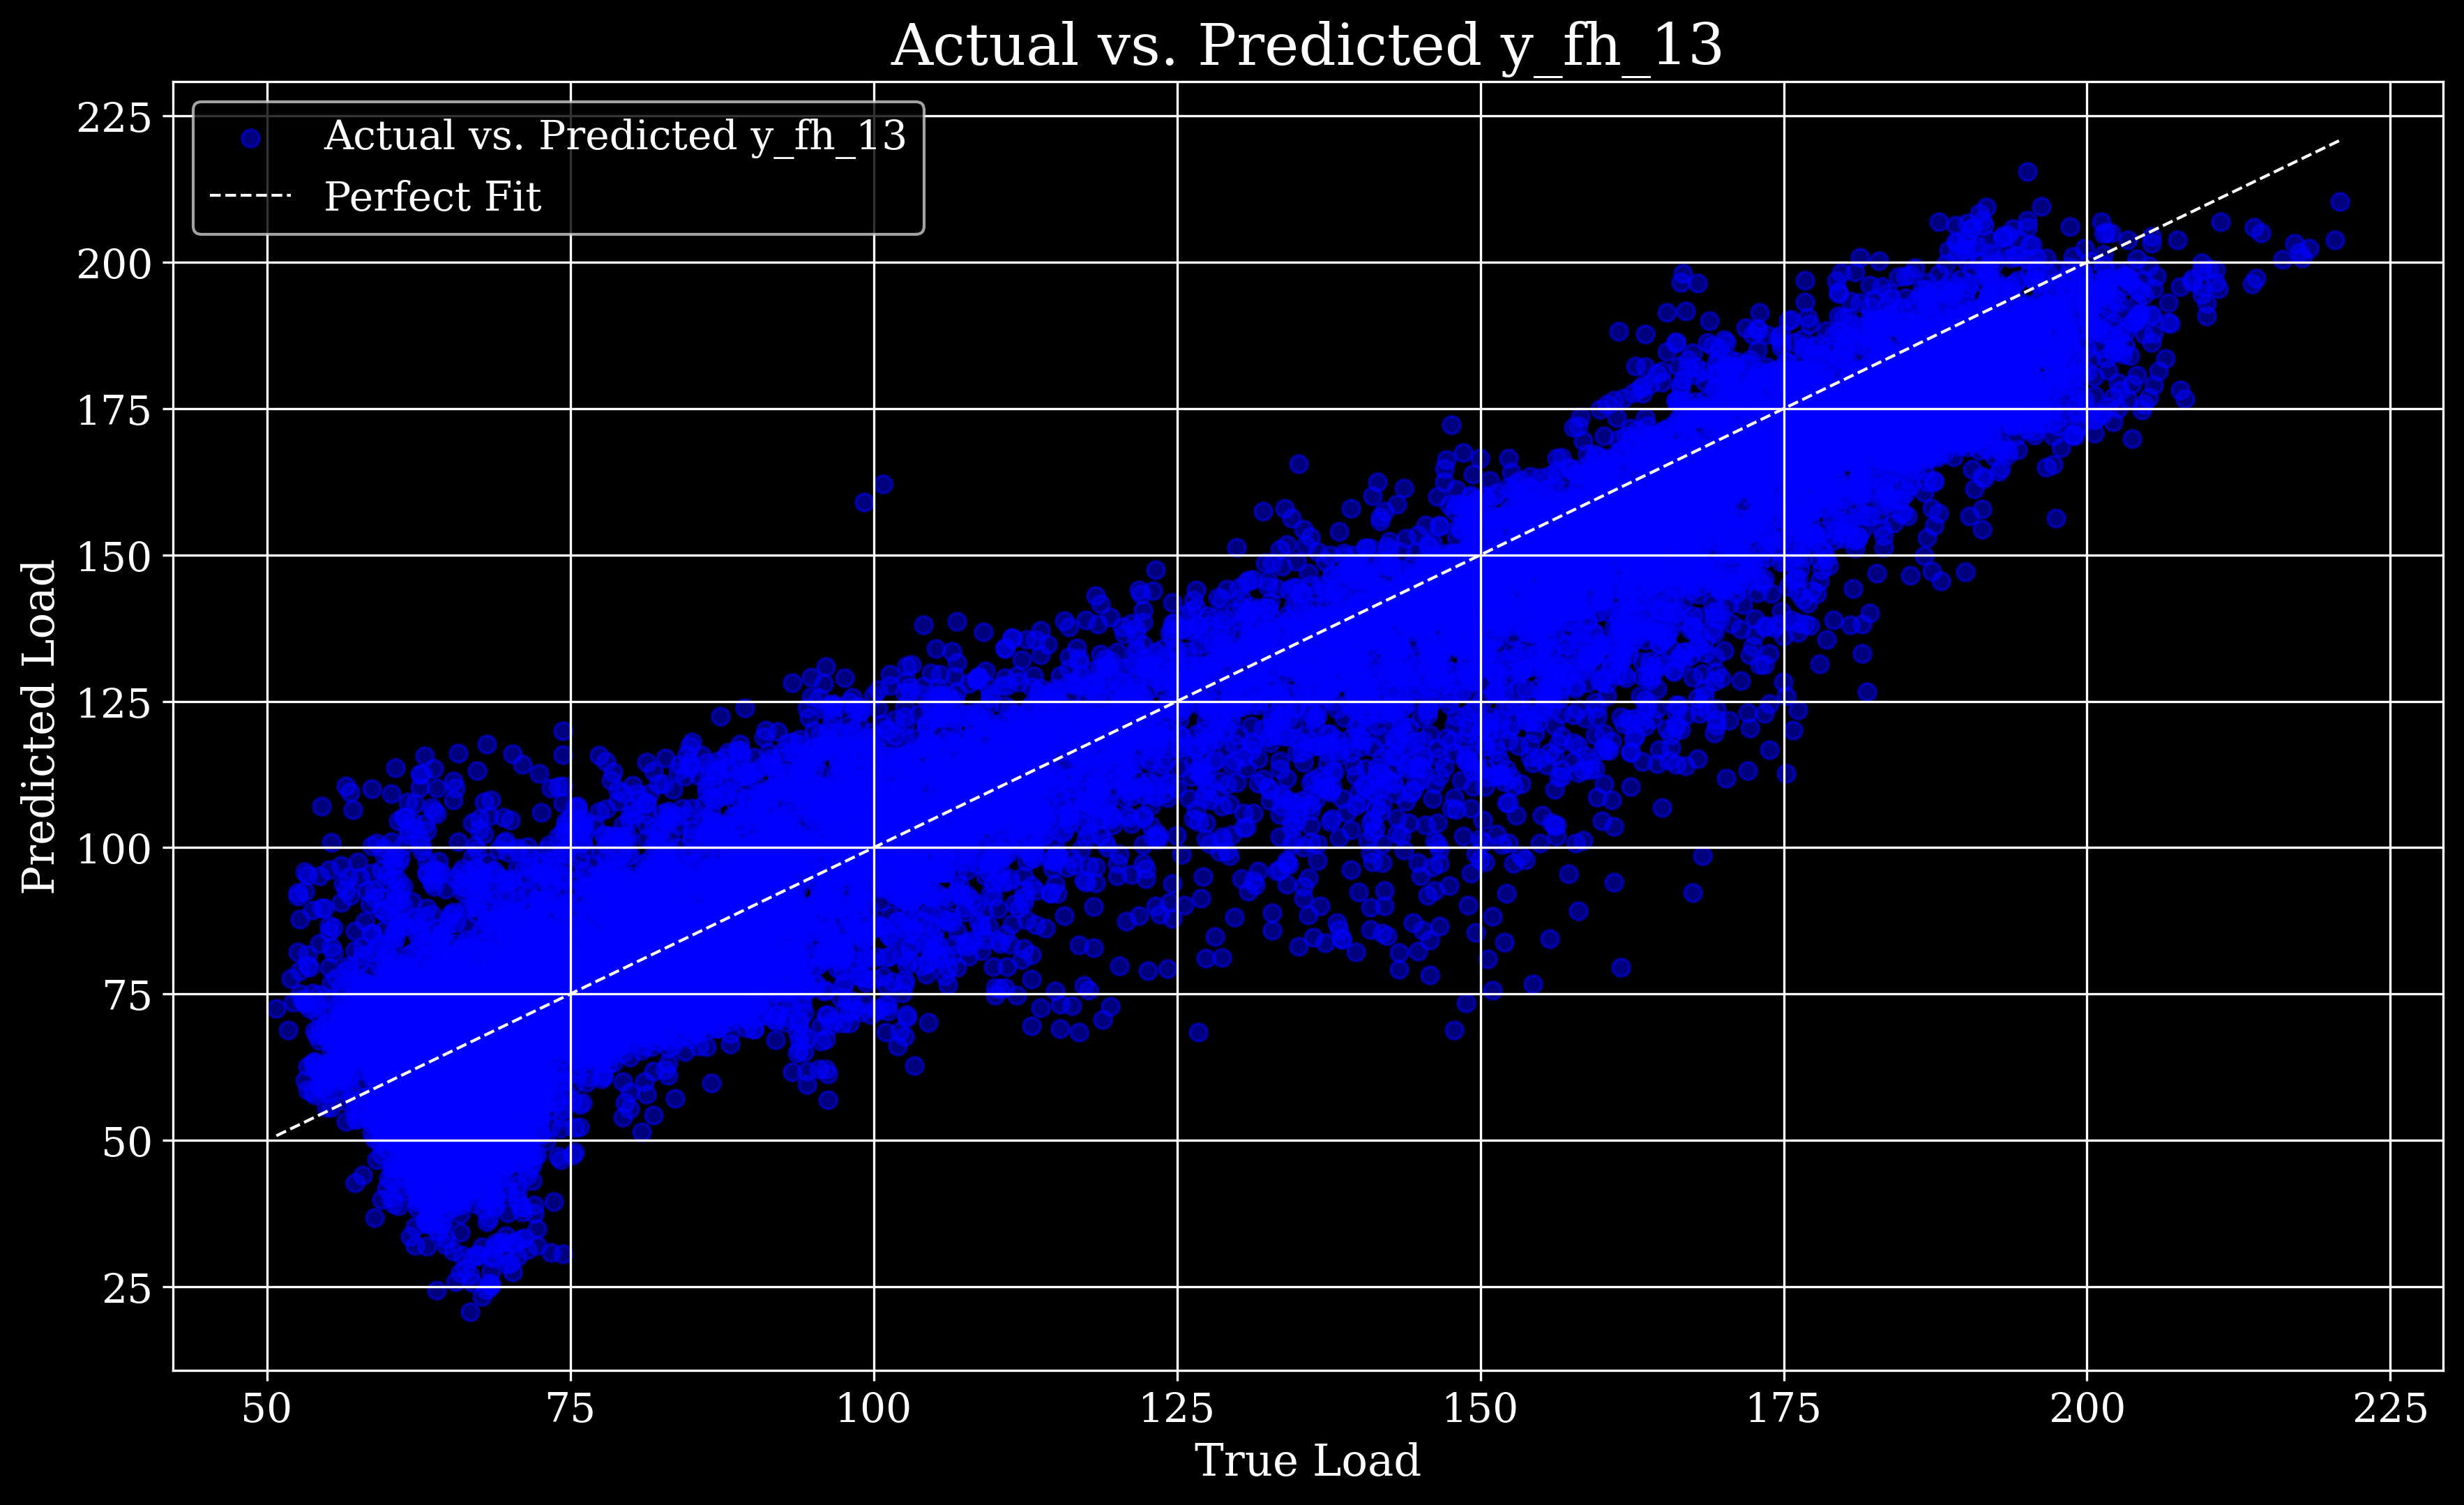 Actual vs. Predicted y_fh_13
Actual vs. Predicted y_fh_13
Perfect Fit
225
200
175
150
125
100
75
50
25
Predicted Load
50 75 100 125 150 175 200 225
True Load